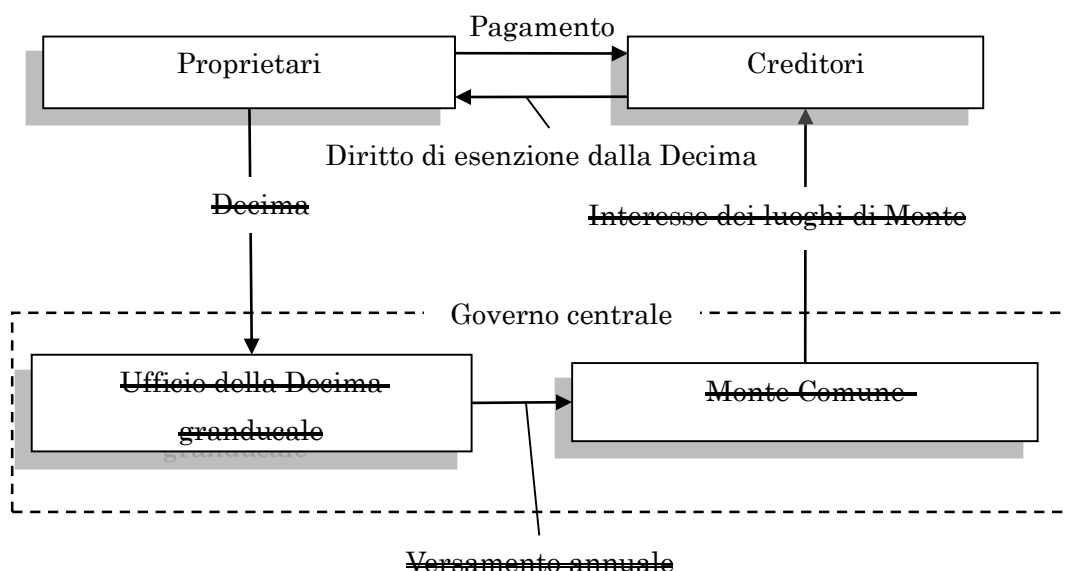 Pagamento
Proprietari
Creditori
Diritto di esenzione dalla Decima
Decima
Interesse dei luoghi di Monte
Governo centrale
Ufficio della Decima
granducale
Monte Comune
Versamento annuale